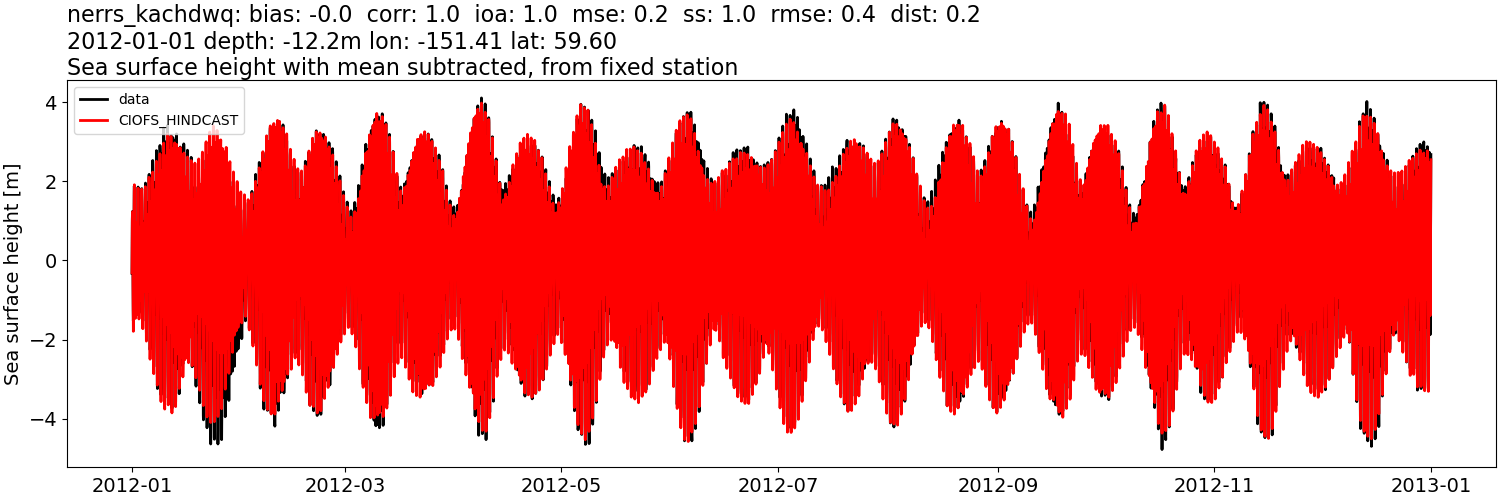 nerrs_kachdwq: bias: -0.0  corr: 1.0  ioa: 1.0  mse: 0.2  ss: 1.0  rmse: 0.4  dist: 0.2
2012-01-01 depth: -12.2m lon: -151.41 lat: 59.60
Sea surface height with mean subtracted, from fixed station
data
CIOFS_HINDCAST
Sea surface height [m]
4
2
0
−2
−4
2012-01
2012-03
2012-05
2012-07
2012-09
2012-11
2013-01